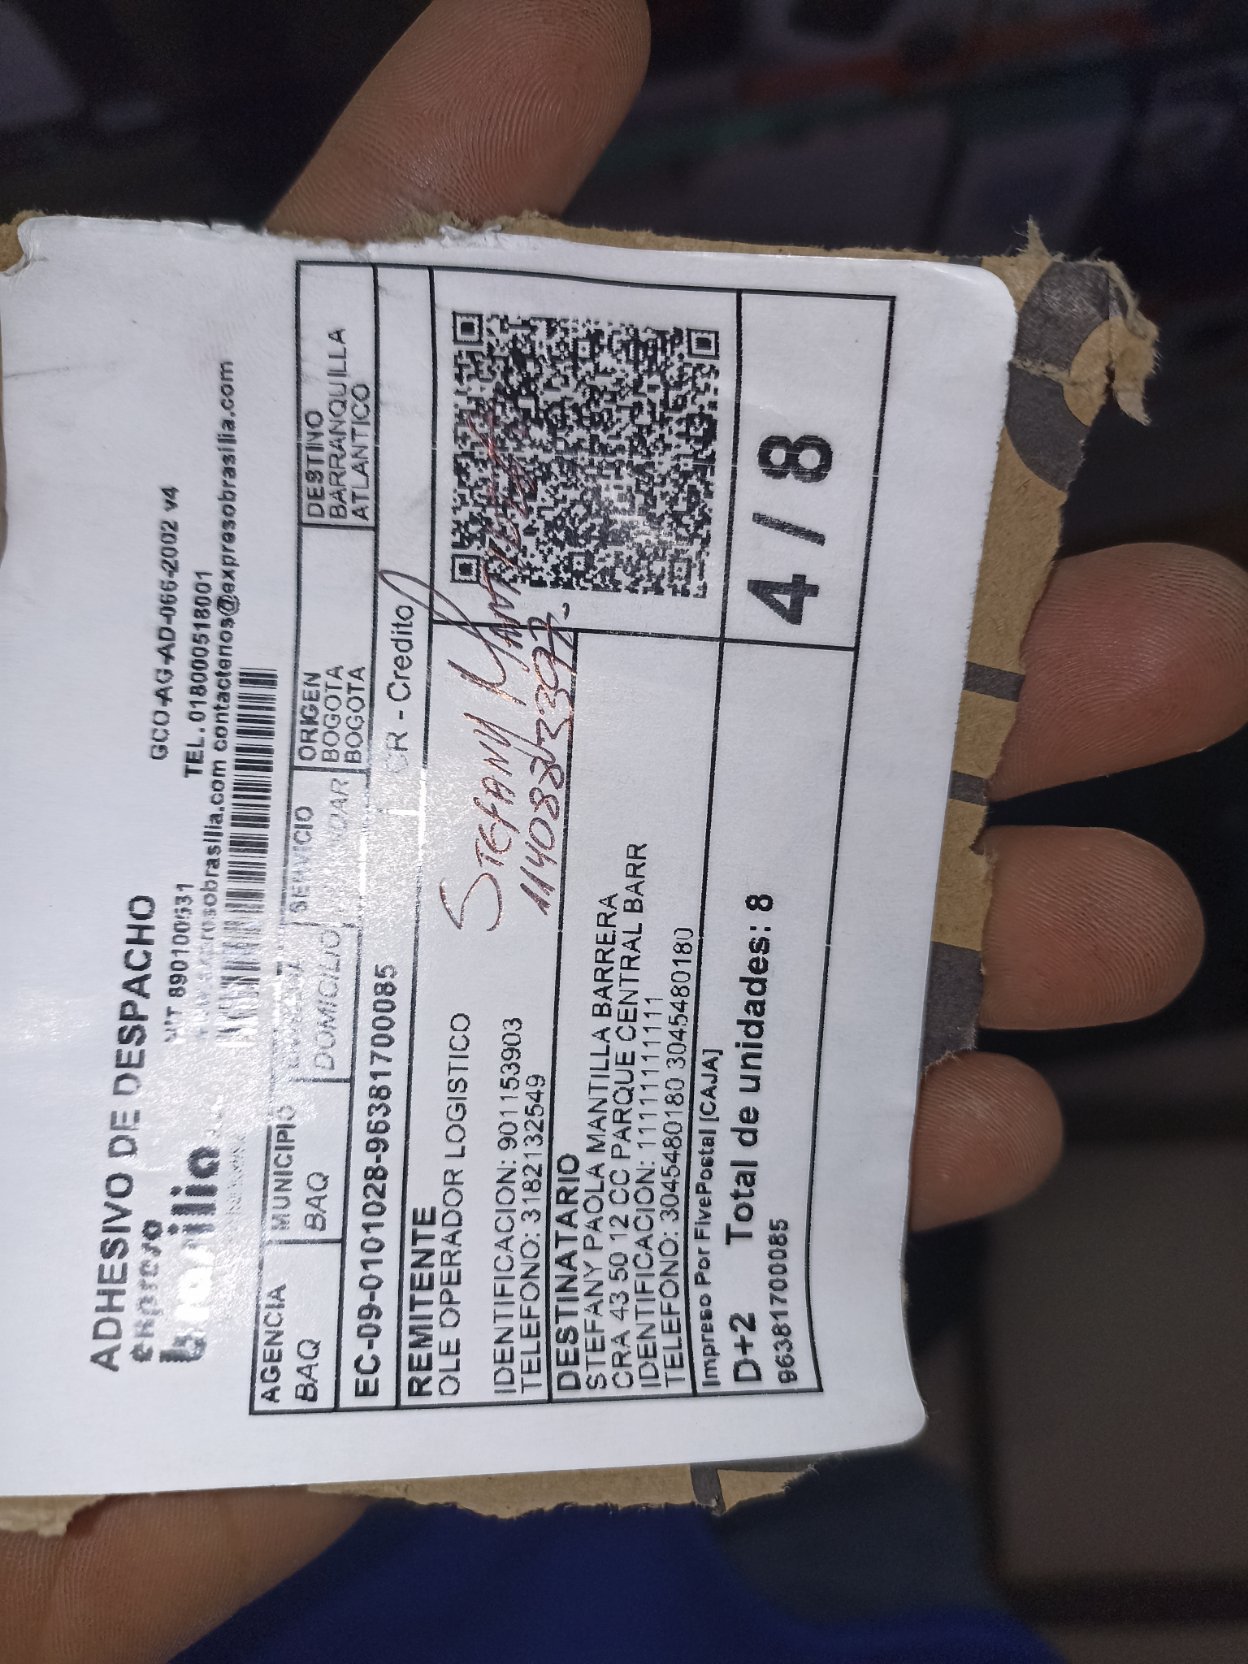 ADHESIVO DE DESPACHO
GCO-AG-AD-066-2002 v4
expreso
brasilia
NIT 890100531
TEL. 018000518001
contactenos@expresobrasilia.com
AGENCIA
BAQ
MUNICIPIO
BAQ
DOMICILIO
SERVICIO
ORIGEN
BOGOTA
BOGOTA
DESTINO
BARRANQUILLA
ATLANTICO
EC-09-0101028-96381700085
CR - Credito
REMITENTE
OLE OPERADOR LOGISTICO
IDENTIFICACION: 901153903
TELEFONO: 3182132549
STEFANY MANTILLA
DESTINATARIO
STEFANY PAOLA MANTILLA BARRERA
CRA 43 50 12 CC PARQUE CENTRAL BARR
IDENTIFICACION: 1111111111
TELEFONO: 3045480180 3045480180
Impreso Por FivePostal [CAJA]
D+2 Total de unidades: 8
96381700085
4 / 8